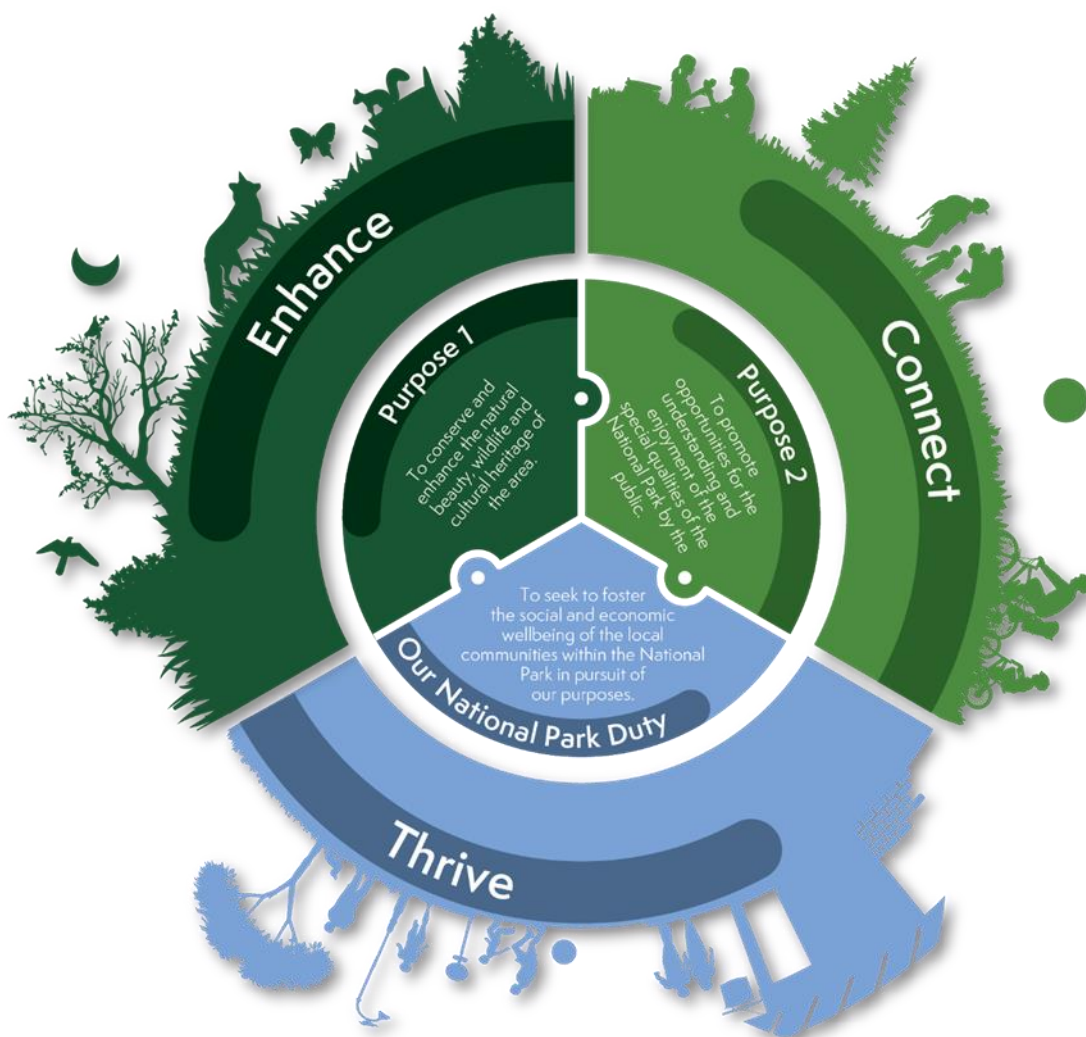 Enhance
Purpose 1
To conserve and
enhance the natural
beauty, wildlife and
cultural heritage of
the area.
Connect
Purpose 2
To promote
opportunities for the
understanding and
enjoyment of the
special qualities of the
National Park by the
public.
To seek to foster
the social and economic
wellbeing of the local
communities within the National
Park in pursuit of
our purposes.
Our National Park Duty
Thrive